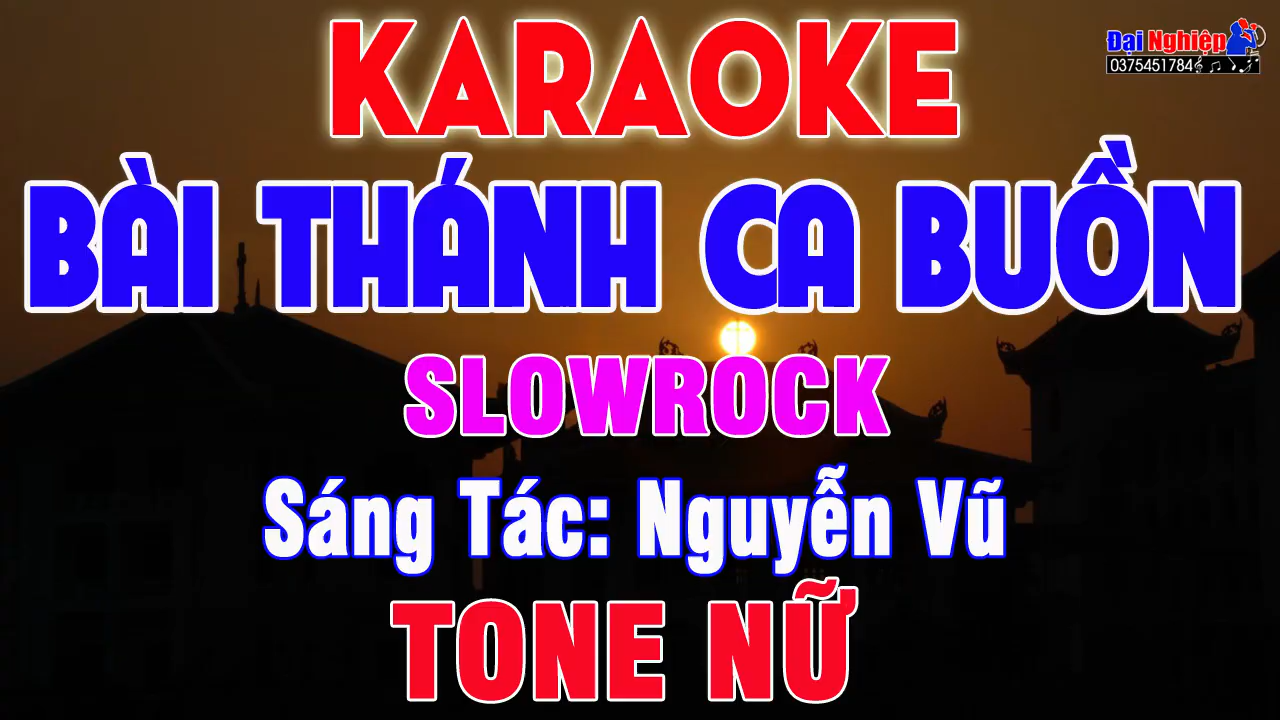 KARAOKE
Đại Nghiệp
0375451784
BÀI THÁNH CA BUỒN
SLOWROCK
Sáng Tác: Nguyễn Vũ
TONE NỮ